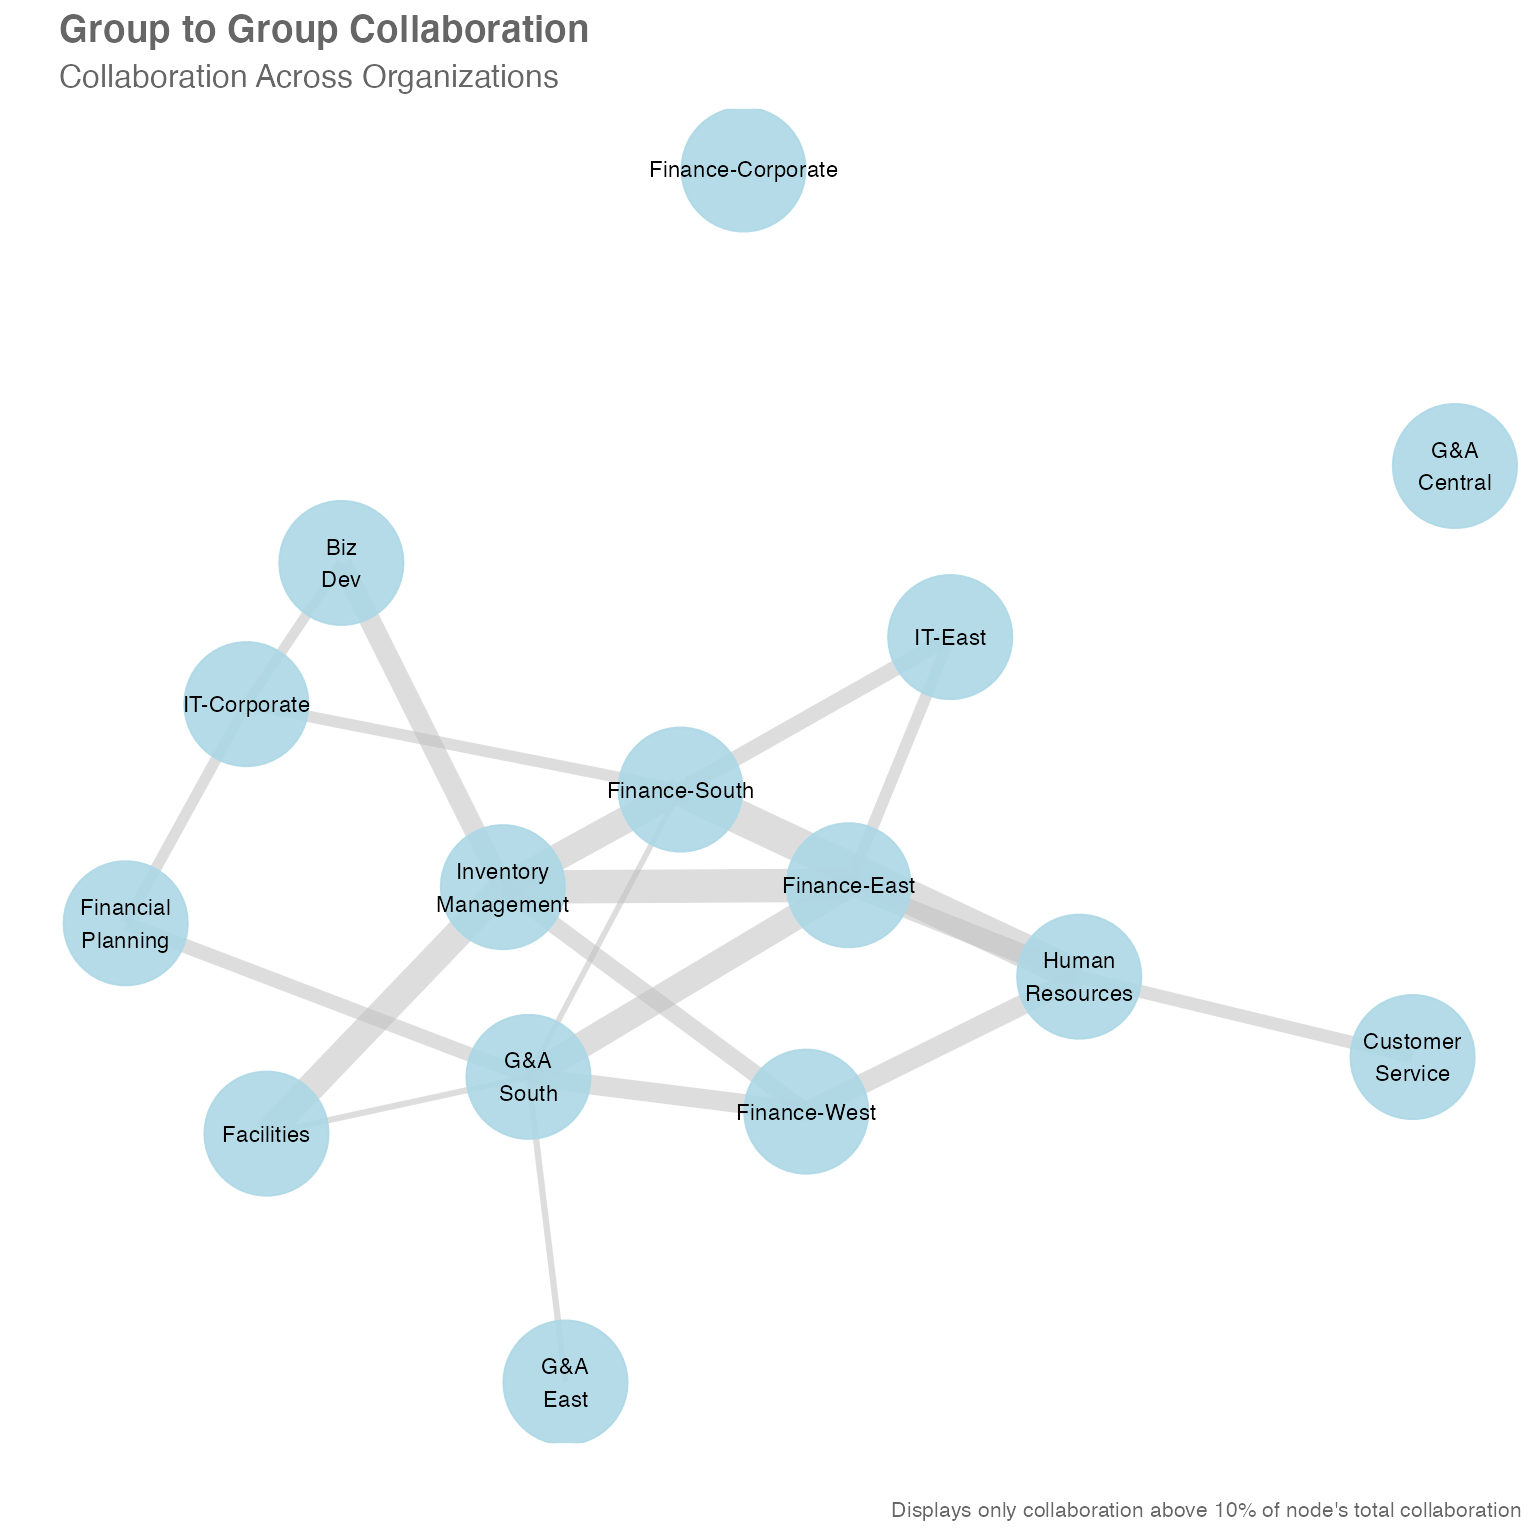 Group to Group Collaboration
Collaboration Across Organizations
Finance-Corporate
G&A
Central
Biz
Dev
IT-East
IT-Corporate
Finance-South
Inventory
Management
Finance-East
Financial
Planning
Human
Resources
Customer
Service
G&A
South
Finance-West
Facilities
G&A
East
Displays only collaboration above 10% of node's total collaboration